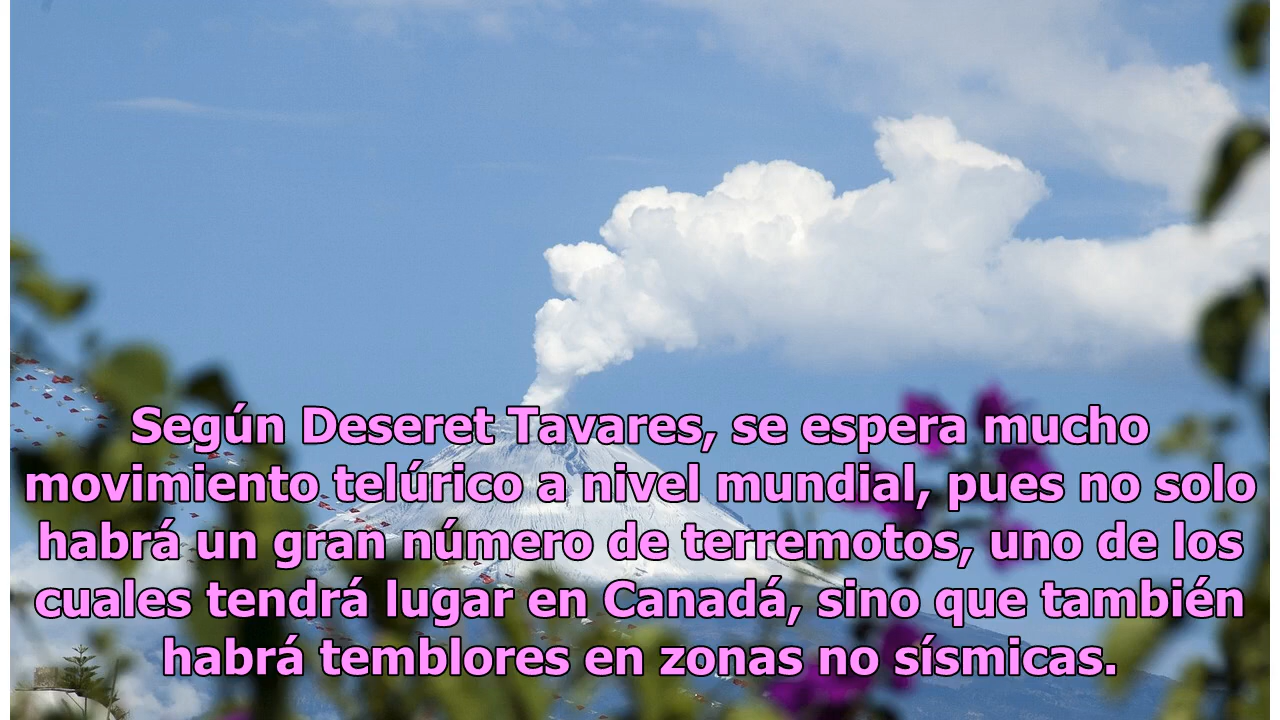 Según Deseret Tavares, se espera mucho
movimiento telúrico a nivel mundial, pues no solo
habrá un gran número de terremotos, uno de los
cuales tendrá lugar en Canadá, sino que también
habrá temblores en zonas no sísmicas.